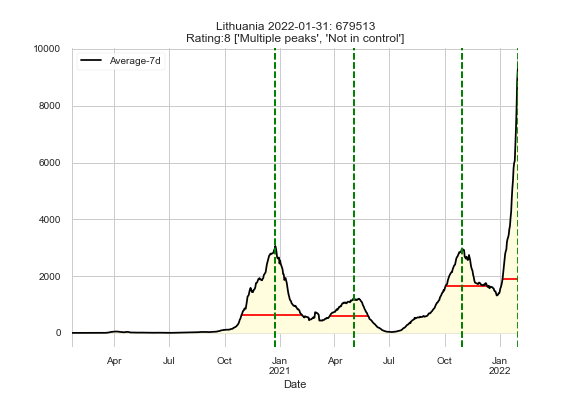 Lithuania 2022-01-31: 679513
Rating:8 ['Multiple peaks', 'Not in control']
Average-7d
10000
8000
6000
4000
2000
0
Apr Jul Oct Jan Apr Jul Oct Jan
2021 2022
Date